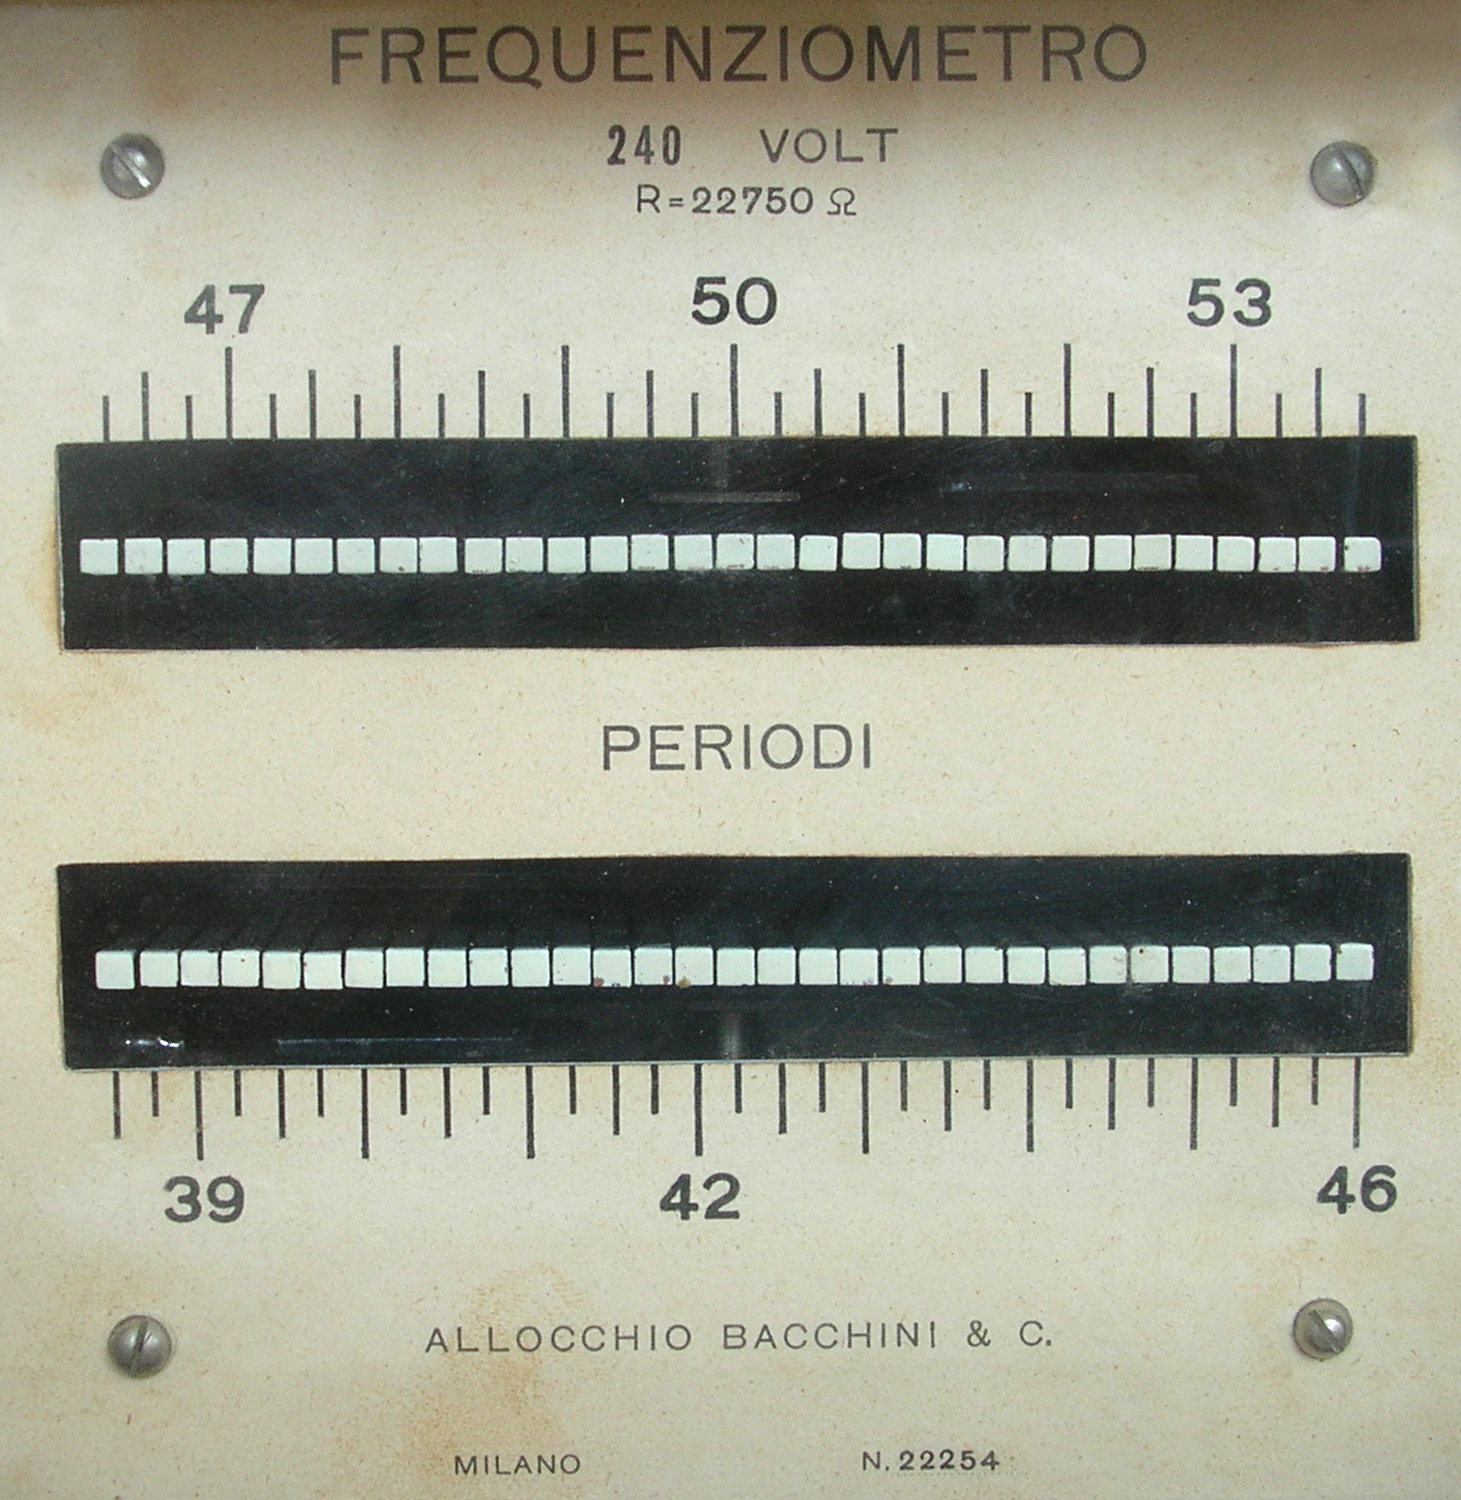 FREQUENZIOMETRO
240 VOLT
R=22750 Ω
47 50 53
PERIODI
39 42 46
ALLOCCHIO BACCHINI & C.
MILANO N. 22254